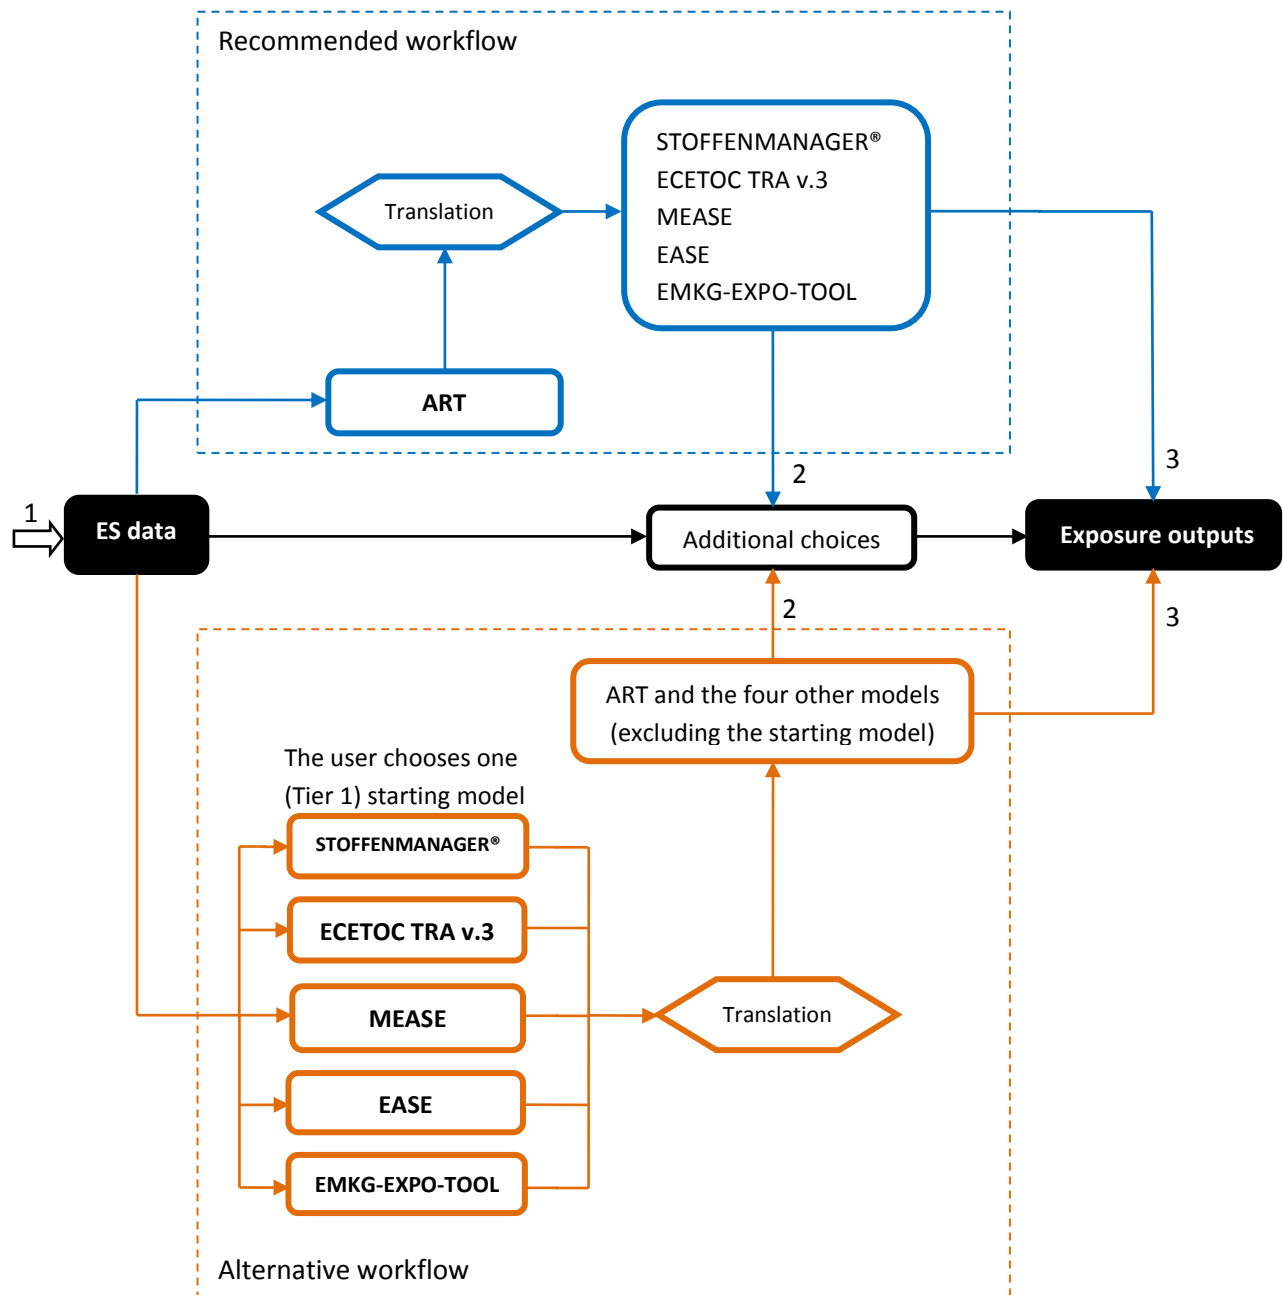 Recommended workflow
STOFFENMANAGER®
ECETOC TRA v.3
MEASE
EASE
EMKG-EXPO-TOOL
Translation
ART
2
3
1
ES data
Additional choices
Exposure outputs
2
3
ART and the four other models
(excluding the starting model)
The user chooses one
(Tier 1) starting model
STOFFENMANAGER®
ECETOC TRA v.3
MEASE
EASE
EMKG-EXPO-TOOL
Translation
Alternative workflow